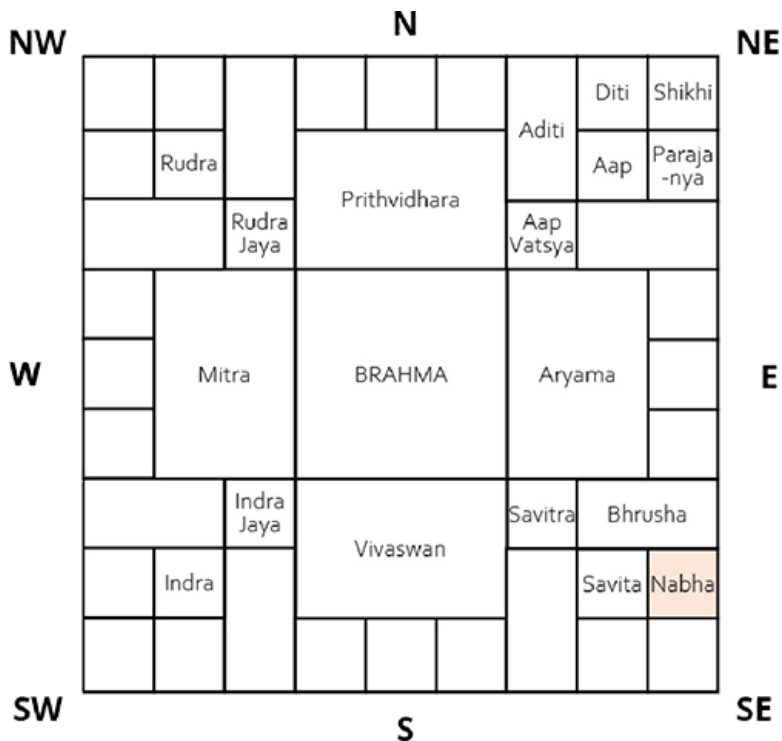 N
NW
NE
Diti
Shikhi
Aditi
Rudra
Aap
Paraja
-nya
Prithvidhara
Rudra
Jaya
Aap
Vatsya
W
Mitra
BRAHMA
Aryama
E
Indra
Jaya
Savitra
Bhrusha
Vivaswan
Indra
Savita
Nabha
SW
SE
S